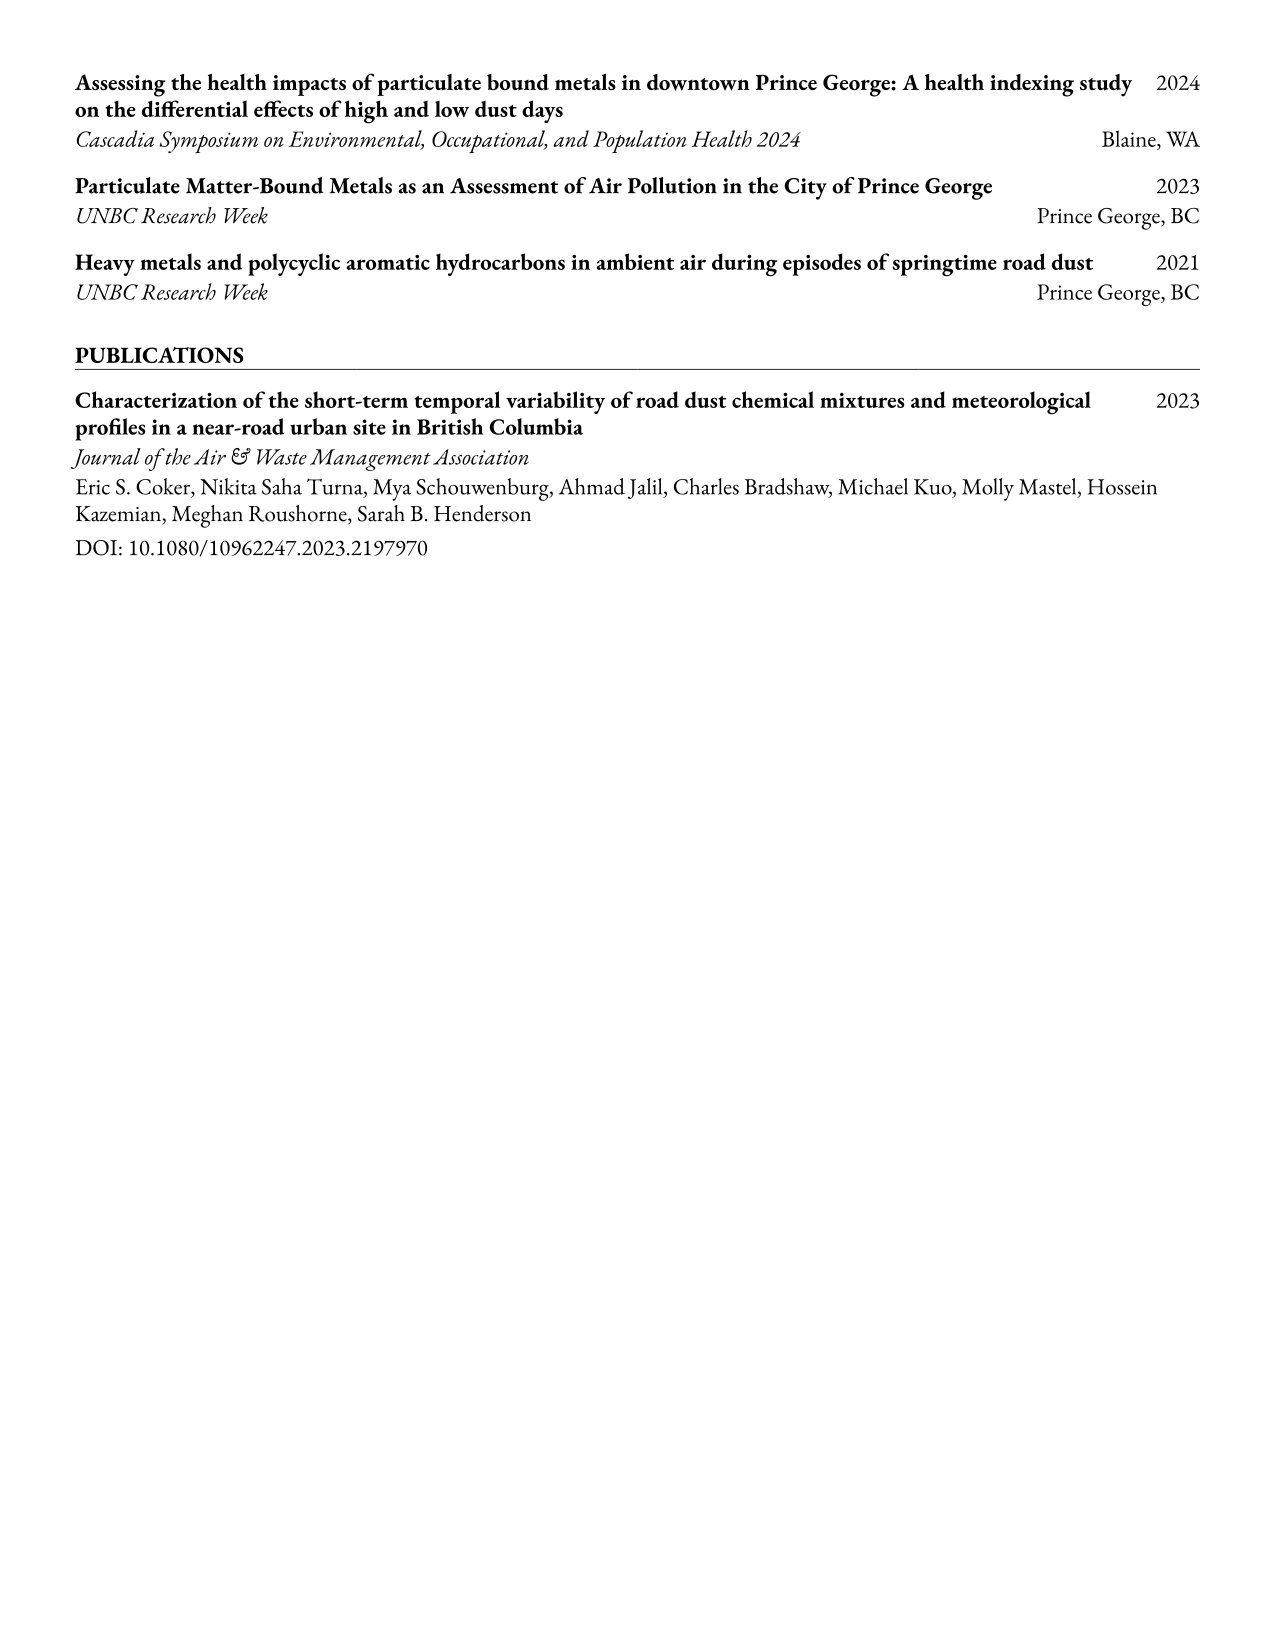 Assessing the health impacts of particulate bound metals in downtown Prince George: A health indexing study 2024
on the differential effects of high and low dust days
Cascadia Symposium on Environmental, Occupational, and Population Health 2024 Blaine, WA
Particulate Matter-Bound Metals as an Assessment of Air Pollution in the City of Prince George 2023
UNBC Research Week Prince George, BC
Heavy metals and polycyclic aromatic hydrocarbons in ambient air during episodes of springtime road dust 2021
UNBC Research Week Prince George, BC
PUBLICATIONS
Characterization of the short-term temporal variability of road dust chemical mixtures and meteorological 2023
profiles in a near-road urban site in British Columbia
Journal of the Air & Waste Management Association
Eric S. Coker, Nikita Saha Turna, Mya Schouwenburg, Ahmad Jalil, Charles Bradshaw, Michael Kuo, Molly Mastel, Hossein
Kazemian, Meghan Roushorne, Sarah B. Henderson
DOI: 10.1080/10962247.2023.2197970